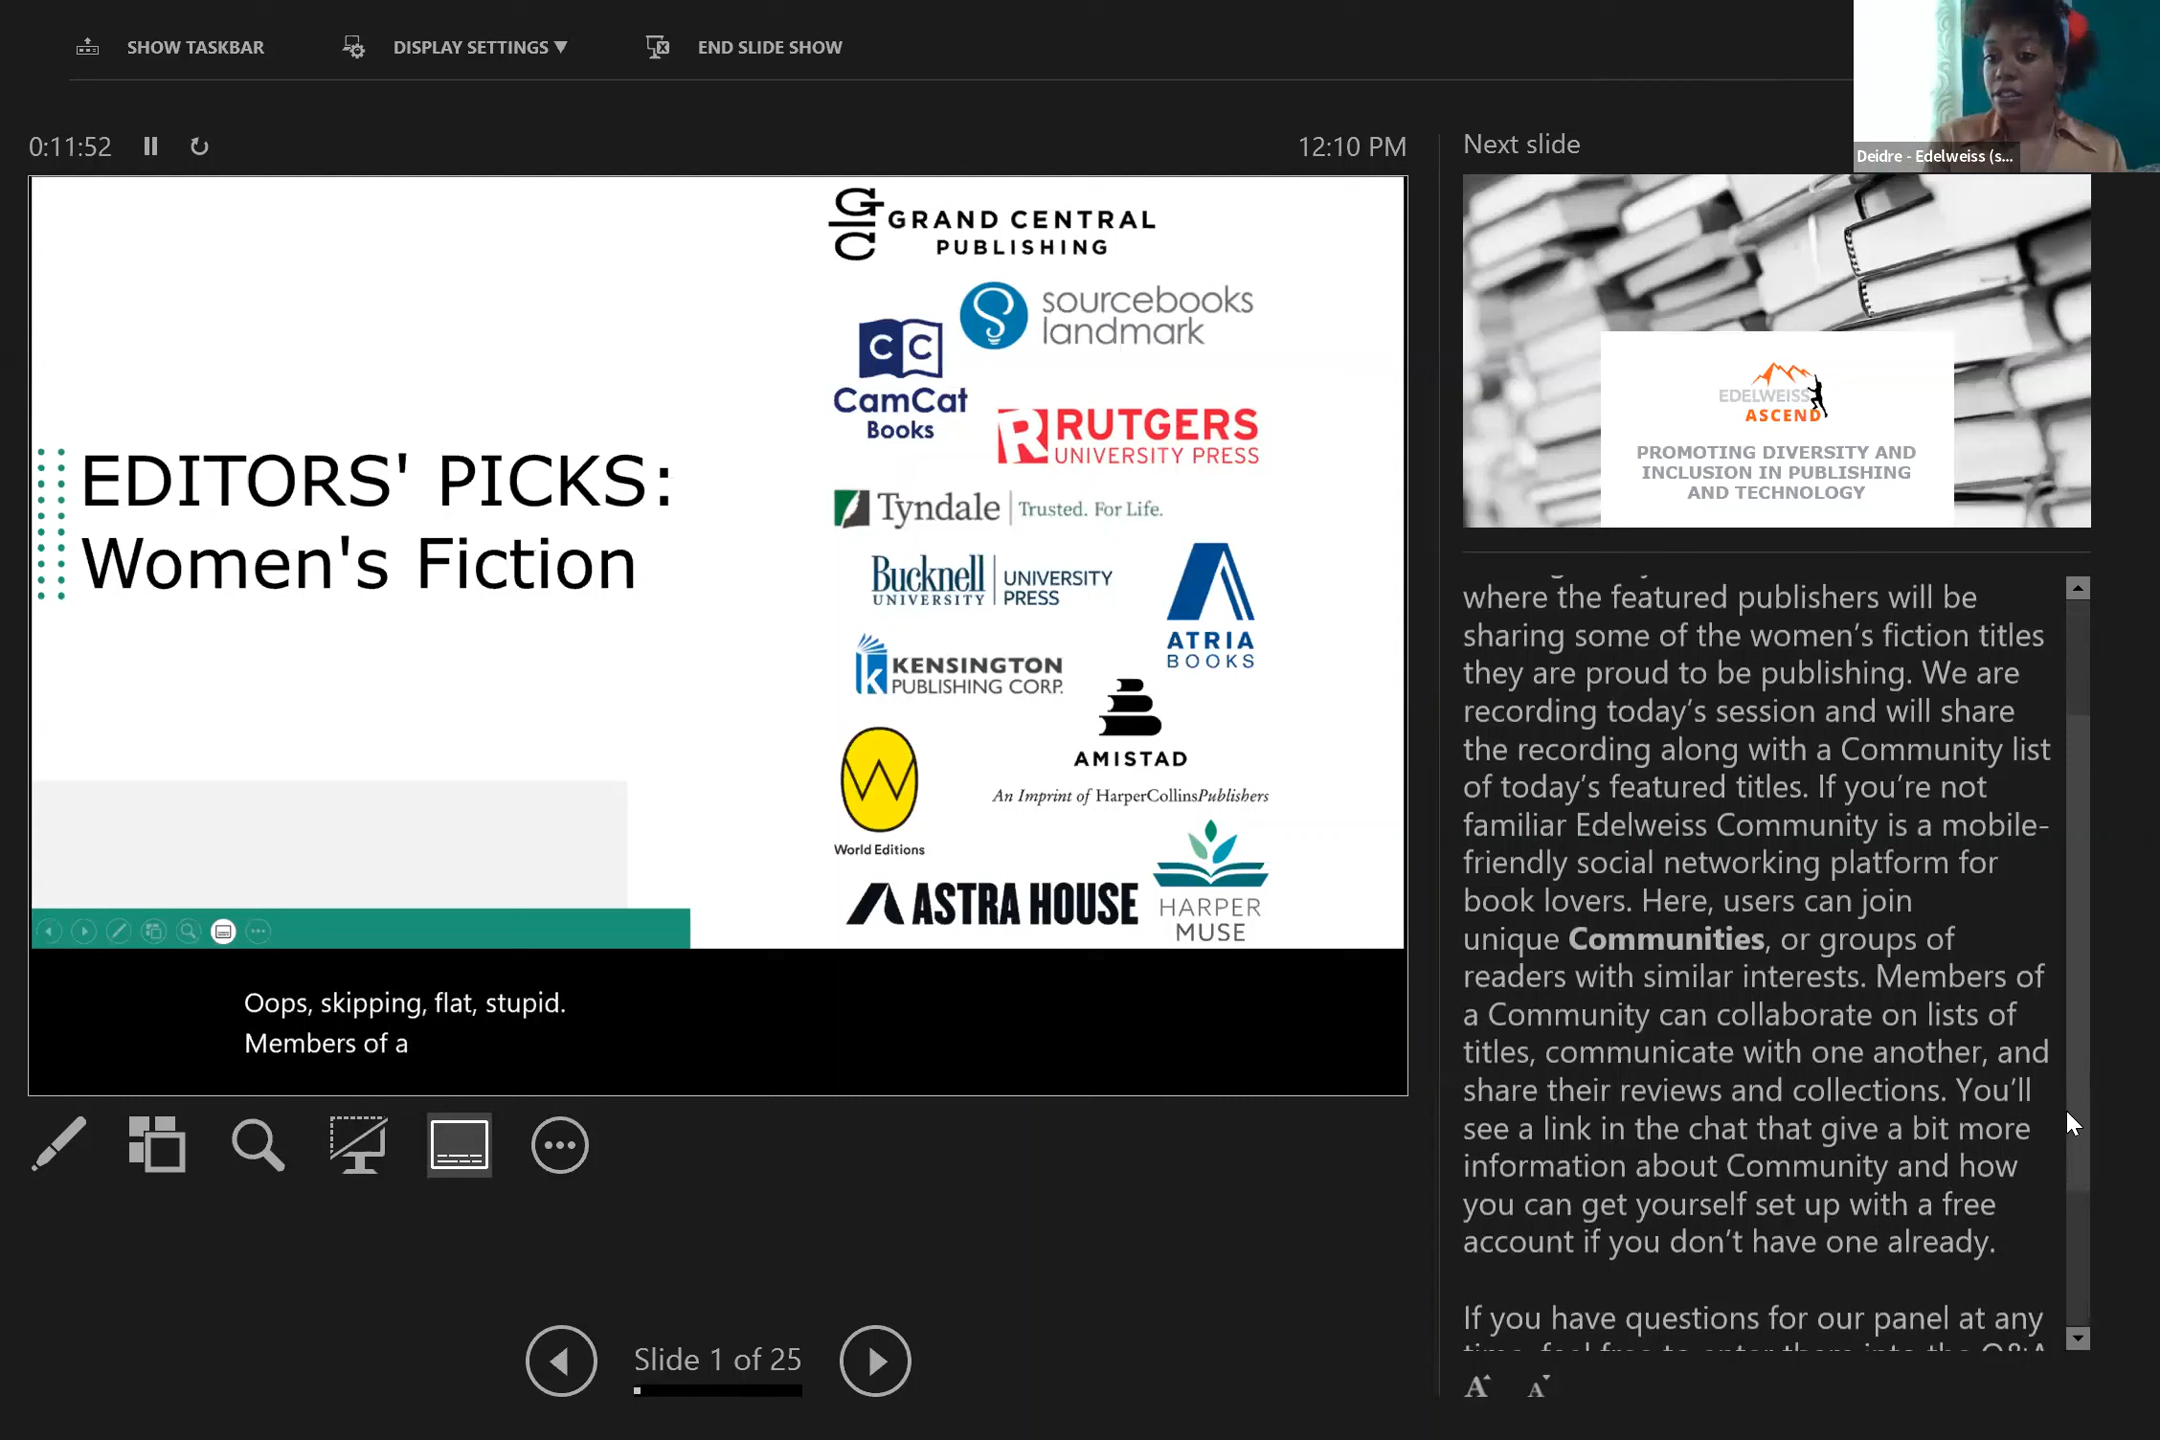 SHOW TASKBAR
DISPLAY SETTINGS ▼
END SLIDE SHOW
Deidre - Edelweiss (s...
0:11:52
12:10 PM
EDITORS' PICKS:
Women's Fiction
GC
GRAND CENTRAL
PUBLISHING
sourcebooks
landmark
CC
CamCat
Books
R RUTGERS
UNIVERSITY PRESS
Tyndale | Trusted. For Life.
Bucknell
UNIVERSITY
UNIVERSITY
PRESS
ATRIA
BOOKS
k KENSINGTON
PUBLISHING CORP.
AMISTAD
An Imprint of HarperCollinsPublishers
W
World Editions
ASTRA HOUSE
HARPER
MUSE
Oops, skipping, flat, stupid.
Members of a
Slide 1 of 25
Next slide
EDELWEISS
ASCEND
PROMOTING DIVERSITY AND
INCLUSION IN PUBLISHING
AND TECHNOLOGY
where the featured publishers will be
sharing some of the women’s fiction titles
they are proud to be publishing. We are
recording today’s session and will share
the recording along with a Community list
of today’s featured titles. If you’re not
familiar Edelweiss Community is a mobile-
friendly social networking platform for
book lovers. Here, users can join
unique Communities, or groups of
readers with similar interests. Members of
a Community can collaborate on lists of
titles, communicate with one another, and
share their reviews and collections. You’ll
see a link in the chat that give a bit more
information about Community and how
you can get yourself set up with a free
account if you don’t have one already.
If you have questions for our panel at any
time, feel free to enter them into the Q&A
A A